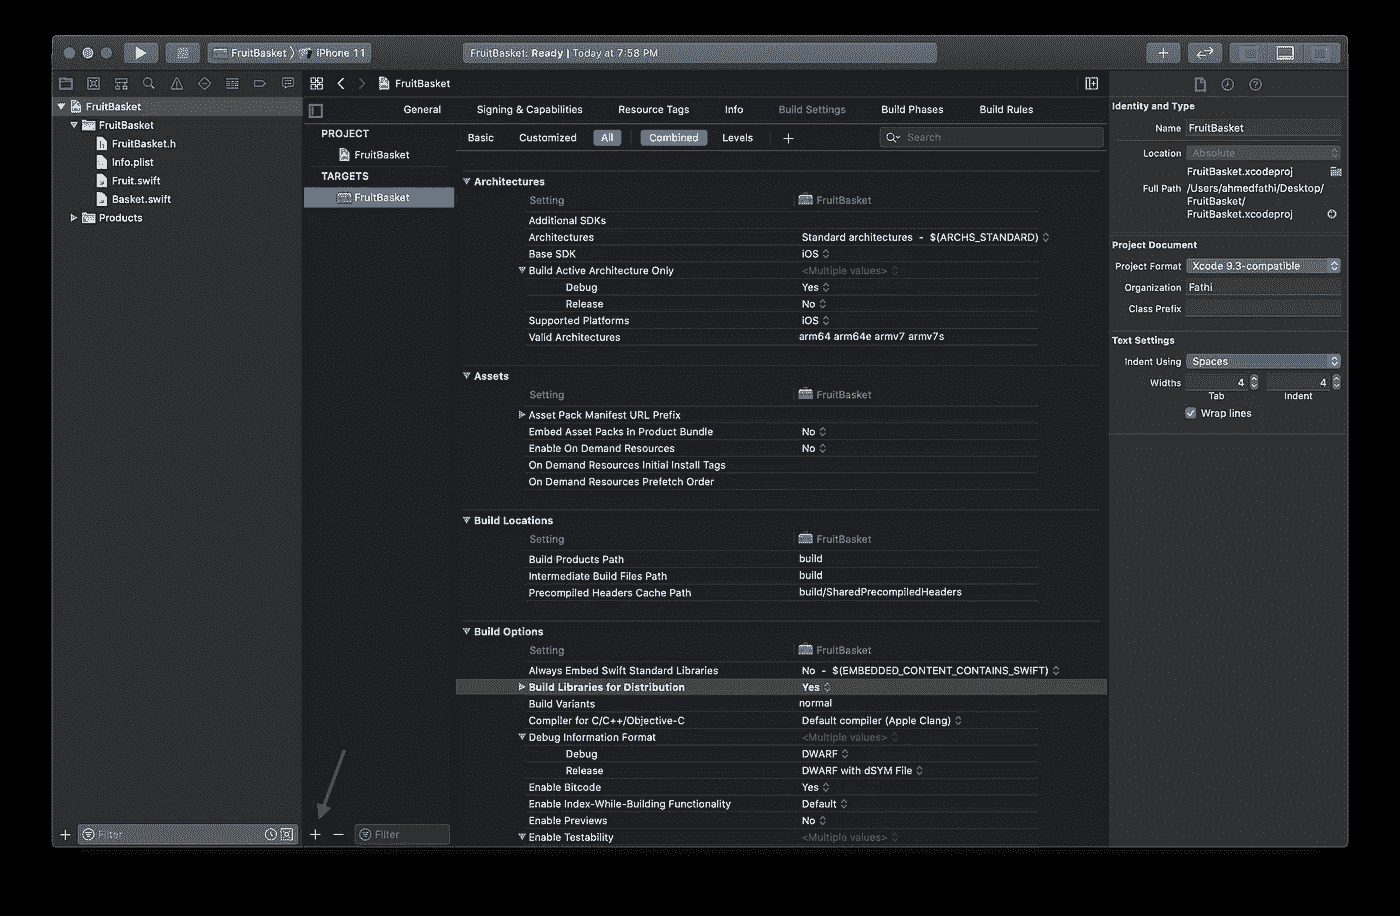 FruitBasket ⟩ iPhone 11
FruitBasket: Ready | Today at 7:58 PM
FruitBasket
FruitBasket
FruitBasket
FruitBasket.h
Info.plist
Fruit.swift
Basket.swift
Products
Filter
General Signing & Capabilities Resource Tags Info Build Settings Build Phases Build Rules
PROJECT
FruitBasket
TARGETS
FruitBasket
Filter
Basic Customized All Combined Levels + Search
Architectures
Setting FruitBasket
Additional SDKs
Architectures Standard architectures - $(ARCHS_STANDARD)
Base SDK iOS
Build Active Architecture Only <Multiple values>
Debug Yes
Release No
Supported Platforms iOS
Valid Architectures arm64 arm64e armv7 armv7s
Assets
Setting FruitBasket
Asset Pack Manifest URL Prefix
Embed Asset Packs in Product Bundle No
Enable On Demand Resources No
On Demand Resources Initial Install Tags
On Demand Resources Prefetch Order
Build Locations
Setting FruitBasket
Build Products Path build
Intermediate Build Files Path build
Precompiled Headers Cache Path build/SharedPrecompiledHeaders
Build Options
Setting FruitBasket
Always Embed Swift Standard Libraries No - $(EMBEDDED_CONTENT_CONTAINS_SWIFT)
Build Libraries for Distribution Yes
Build Variants normal
Compiler for C/C++/Objective-C Default compiler (Apple Clang)
Debug Information Format <Multiple values>
Debug DWARF
Release DWARF with dSYM File
Enable Bitcode Yes
Enable Index-While-Building Functionality Default
Enable Previews No
Enable Testability <Multiple values>
Identity and Type
Name FruitBasket
Location Absolute
FruitBasket.xcodeproj
Full Path /Users/ahmedfathi/Desktop/
FruitBasket/
FruitBasket.xcodeproj
Project Document
Project Format Xcode 9.3-compatible
Organization Fathi
Class Prefix
Text Settings
Indent Using Spaces
Widths 4 4
Tab Indent
Wrap lines